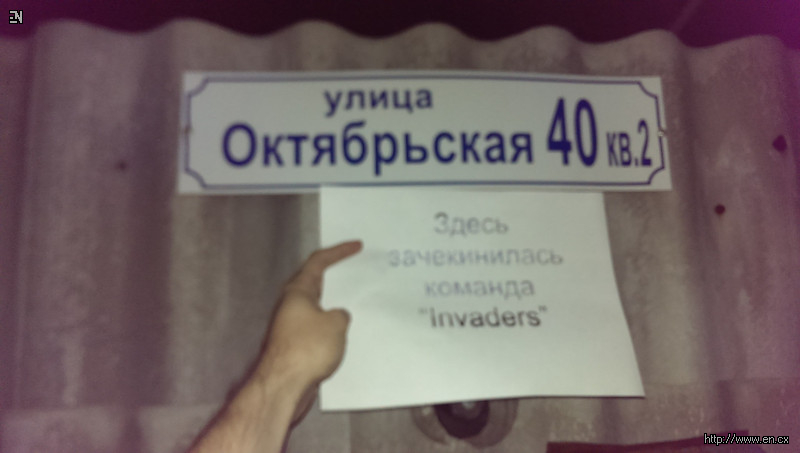 EN
улица
Октябрьская 40 кв.2
Здесь
зачекинилась
команда
"invaders"
http://www.en.cx